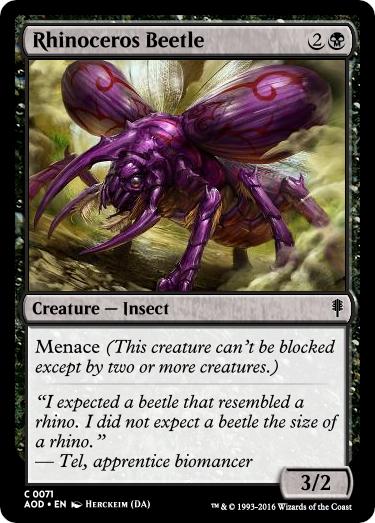 Rhinoceros Beetle 2
Creature — Insect
Menace (This creature can't be blocked
except by two or more creatures.)
"I expected a beetle that resembled a
rhino. I did not expect a beetle the size of
a rhino."
— Tel, apprentice biomancer
3/2
C 0071
AOD • EN HERCKEIM (DA)
™ & © 1993-2016 Wizards of the Coast